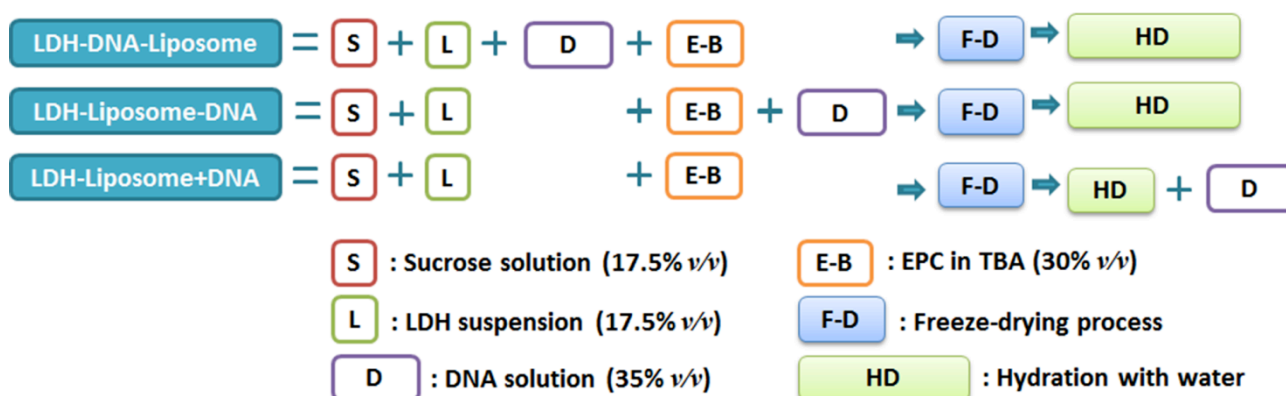 LDH-DNA-Liposome = S + L + D + E-B ➡ F-D ➡ HD
LDH-Liposome-DNA = S + L + E-B + D ➡ F-D ➡ HD
LDH-Liposome+DNA = S + L + E-B ➡ F-D ➡ HD + D
S : Sucrose solution (17.5% v/v)
E-B : EPC in TBA (30% v/v)
L : LDH suspension (17.5% v/v)
F-D : Freeze-drying process
D : DNA solution (35% v/v)
HD : Hydration with water